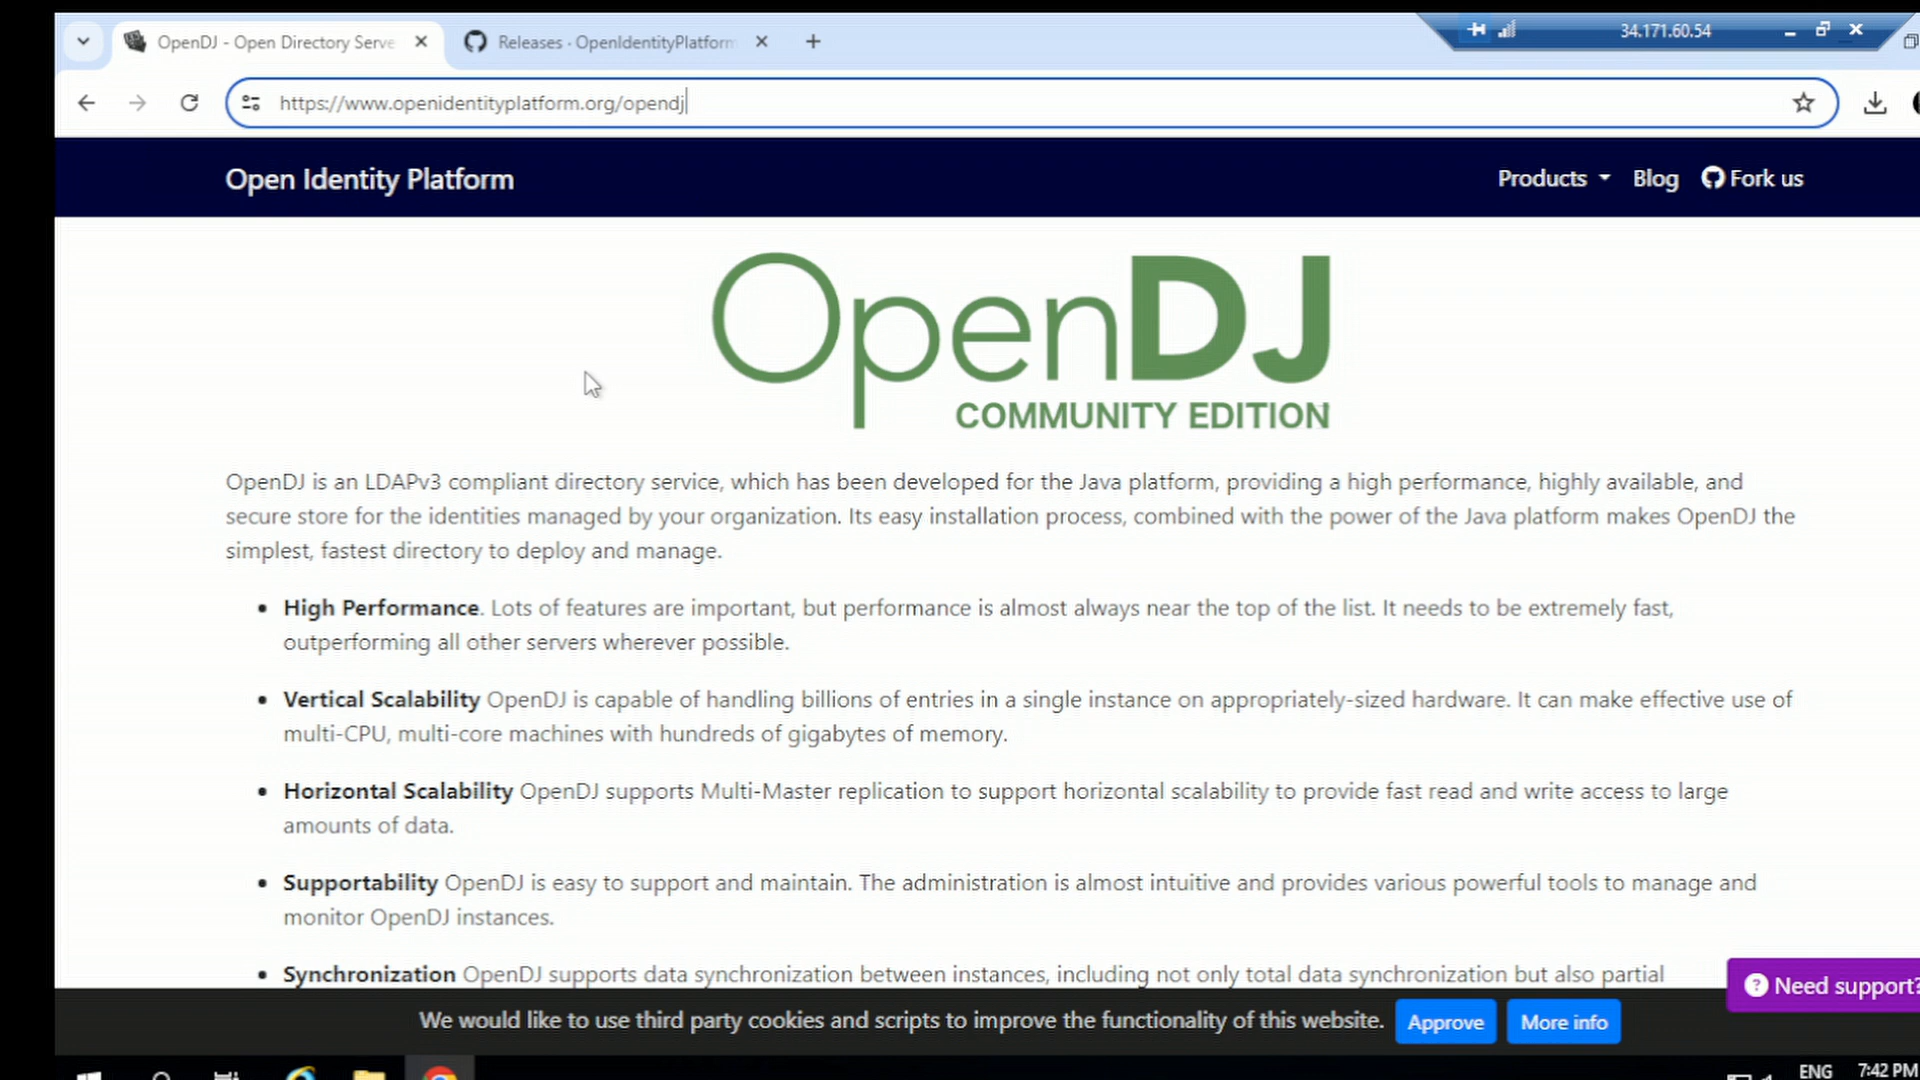 OpenDJ - Open Directory Serve
Releases · OpenIdentityPlatform
34.171.60.54
https://www.openidentityplatform.org/opendj
Open Identity Platform
Products
Blog
Fork us
OpenDJ
COMMUNITY EDITION
OpenDJ is an LDAPv3 compliant directory service, which has been developed for the Java platform, providing a high performance, highly available, and
secure store for the identities managed by your organization. Its easy installation process, combined with the power of the Java platform makes OpenDJ the
simplest, fastest directory to deploy and manage.
• High Performance. Lots of features are important, but performance is almost always near the top of the list. It needs to be extremely fast,
outperforming all other servers wherever possible.
• Vertical Scalability OpenDJ is capable of handling billions of entries in a single instance on appropriately-sized hardware. It can make effective use of
multi-CPU, multi-core machines with hundreds of gigabytes of memory.
• Horizontal Scalability OpenDJ supports Multi-Master replication to support horizontal scalability to provide fast read and write access to large
amounts of data.
• Supportability OpenDJ is easy to support and maintain. The administration is almost intuitive and provides various powerful tools to manage and
monitor OpenDJ instances.
• Synchronization OpenDJ supports data synchronization between instances, including not only total data synchronization but also partial
Need support?
We would like to use third party cookies and scripts to improve the functionality of this website.
Approve
More info
ENG
7:42 PM